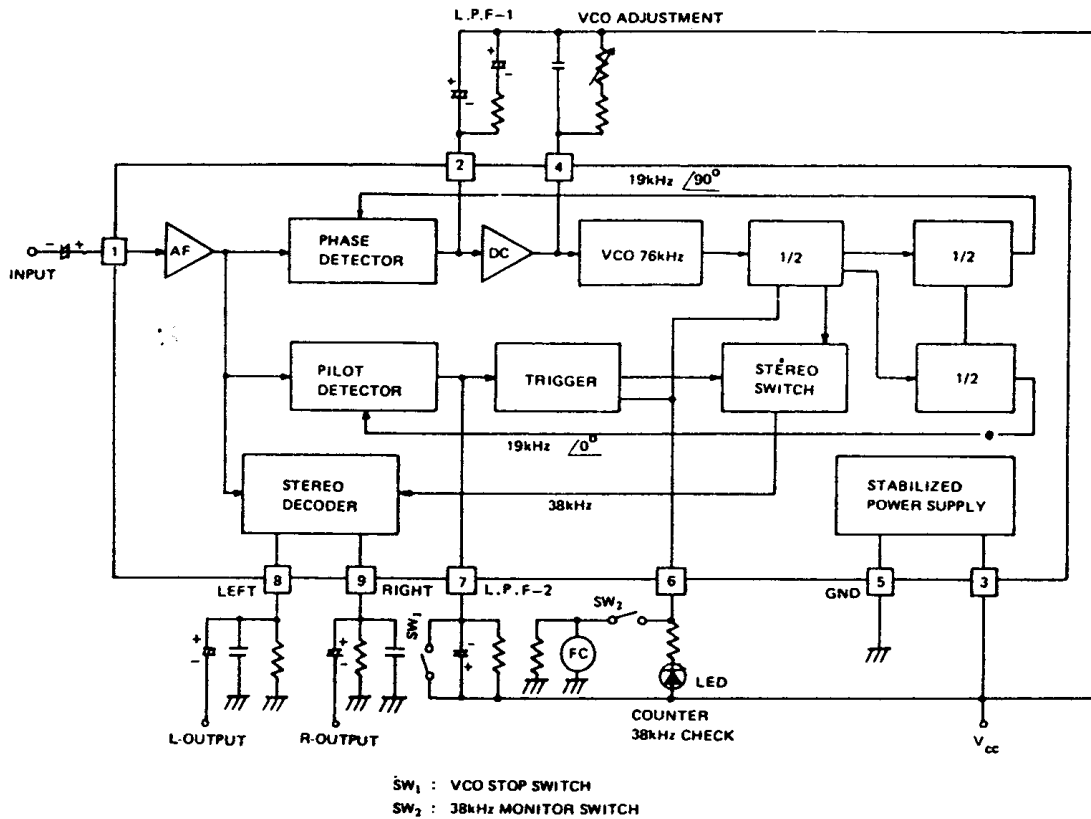 L.P.F-1
VCO ADJUSTMENT
+
+
-
-
2
4
19kHz /90°
- +
1
AF
INPUT
PHASE
DETECTOR
DC
VCO 76kHz
1/2
1/2
PILOT
DETECTOR
TRIGGER
STEREO
SWITCH
1/2
19kHz /0°
STEREO
DECODER
38kHz
STABILIZED
POWER SUPPLY
LEFT
8
9
RIGHT
7
L.P.F-2
6
GND
5
3
SW₁
SW₂
+
-
+
-
-
+
FC
LED
L-OUTPUT
R-OUTPUT
COUNTER
38kHz CHECK
Vcc
SW₁ : VCO STOP SWITCH
SW₂ : 38kHz MONITOR SWITCH